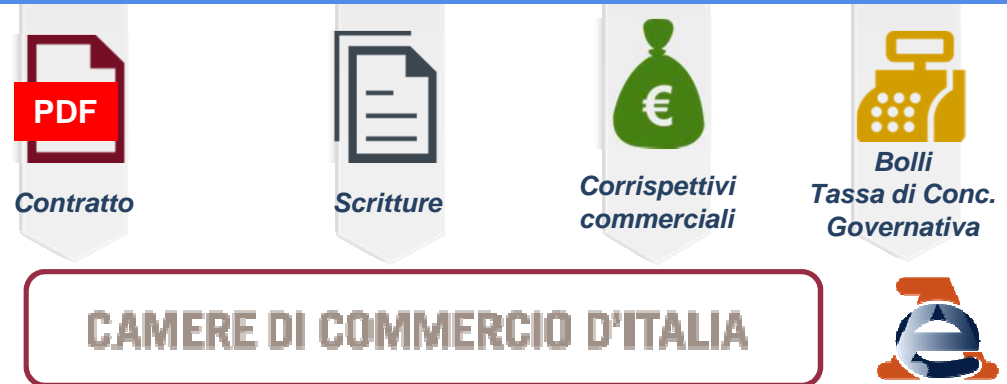 PDF
€
Contratto
Scritture
Corrispettivi
commerciali
Bolli
Tassa di Conc.
Governativa
CAMERE DI COMMERCIO D'ITALIA